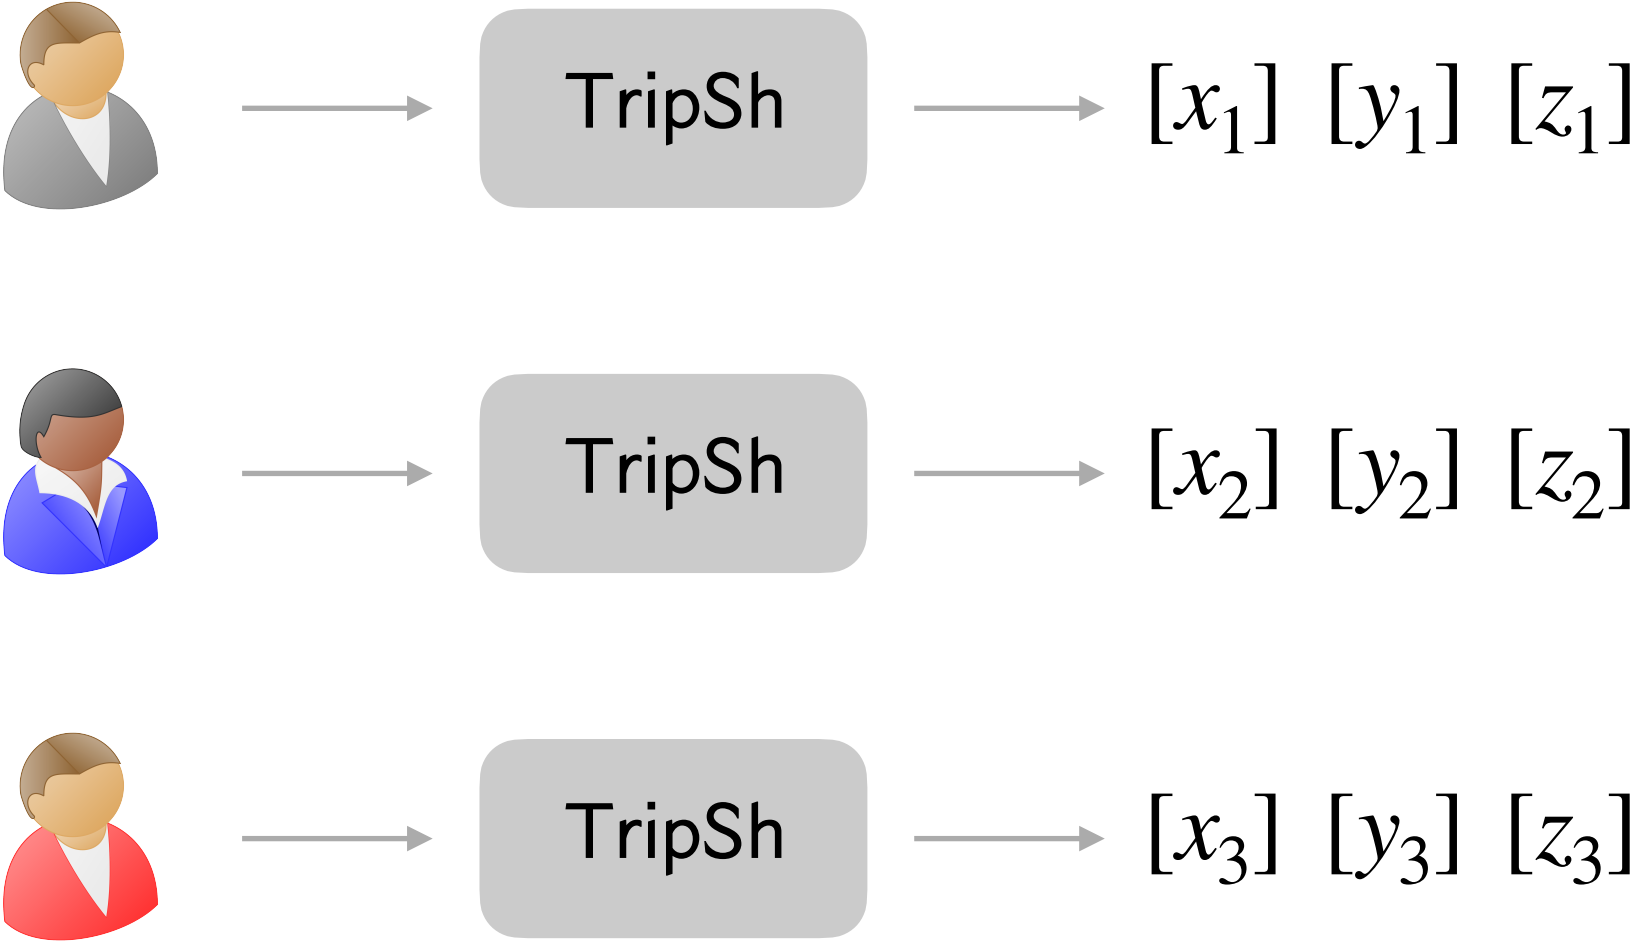 TripSh [x₁] [y₁] [z₁]
TripSh [x₂] [y₂] [z₂]
TripSh [x₃] [y₃] [z₃]